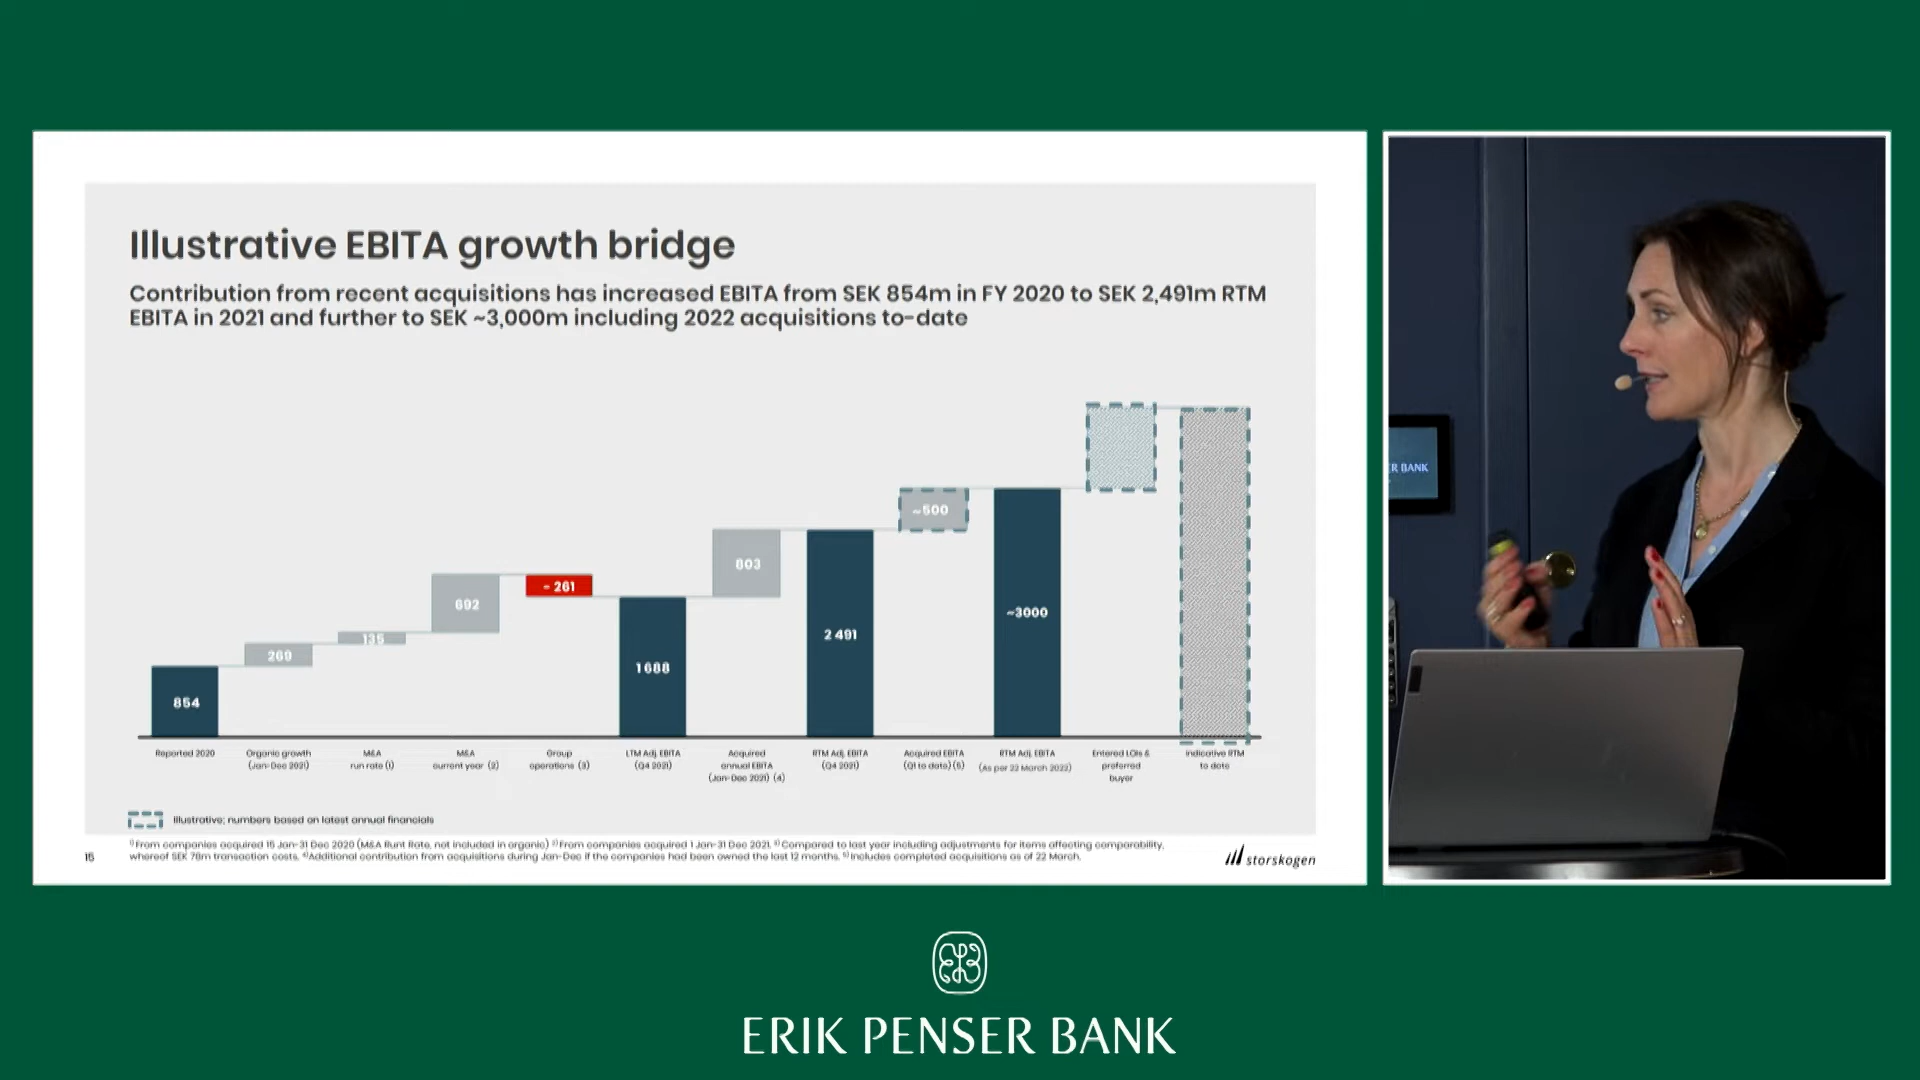 Illustrative EBITA growth bridge
Contribution from recent acquisitions has increased EBITA from SEK 854m in FY 2020 to SEK 2,491m RTM
EBITA in 2021 and further to SEK ~3,000m including 2022 acquisitions to-date
854
269
135
692
- 261
1 688
803
2 491
~500
~3000
Reported 2020
Organic growth
(Jan-Dec 2021)
M&A
run rate (1)
M&A
current year (2)
Group
operations (3)
LTM Adj. EBITA
(Q4 2021)
Acquired
annual EBITA
(Jan-Dec 2021) (4)
RTM Adj. EBITA
(Q4 2021)
Acquired EBITA
(Q1 to date) (5)
RTM Adj. EBITA
(As per 22 March 2022)
Entered LOIs &
preferred
buyer
Indicative RTM
to date
Illustrative; numbers based on latest annual financials
1) From companies acquired 15 Jan-31 Dec 2020 (M&A Runt Rate, not included in organic) 2) From companies acquired 1 Jan-31 Dec 2021. 3) Compared to last year including adjustments for items affecting comparability,
whereof SEK 78m transaction costs. 4) Additional contribution from acquisitions during Jan-Dec if the companies had been owned the last 12 months. 5) Includes completed acquisitions as of 22 March.
15
storskogen
R BANK
ERIK PENSER BANK